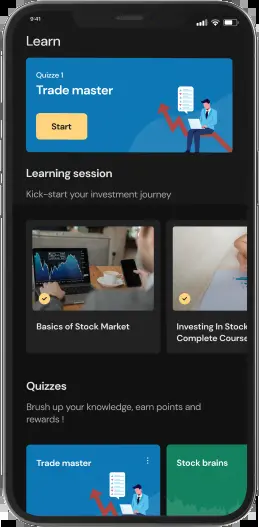 9:41
Learn
Quizze 1
Trade master
Start
Learning session
Kick-start your investment journey
Basics of Stock Market
Investing In Stock
Complete Course
Quizzes
Brush up your knowledge, earn points and
rewards !
Trade master
Stock brains